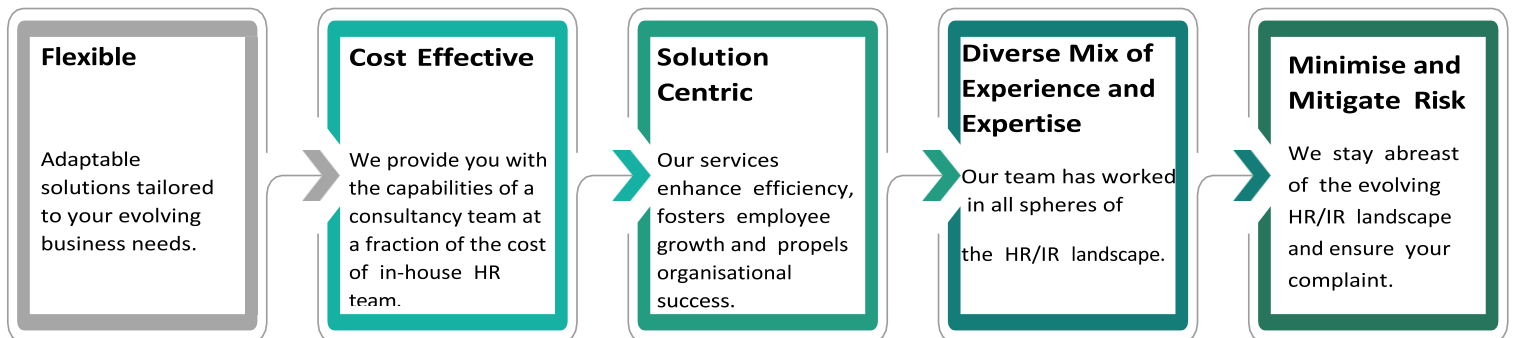 Flexible
Adaptable
solutions tailored
to your evolving
business needs.
Cost Effective
We provide you with
the capabilities of a
consultancy team at
a fraction of the cost
of in-house HR
team.
Solution
Centric
Our services
enhance efficiency,
fosters employee
growth and propels
organisational
success.
Diverse Mix of
Experience and
Expertise
Our team has worked
in all spheres of
the HR/IR landscape.
Minimise and
Mitigate Risk
We stay abreast
of the evolving
HR/IR landscape
and ensure your
complaint.